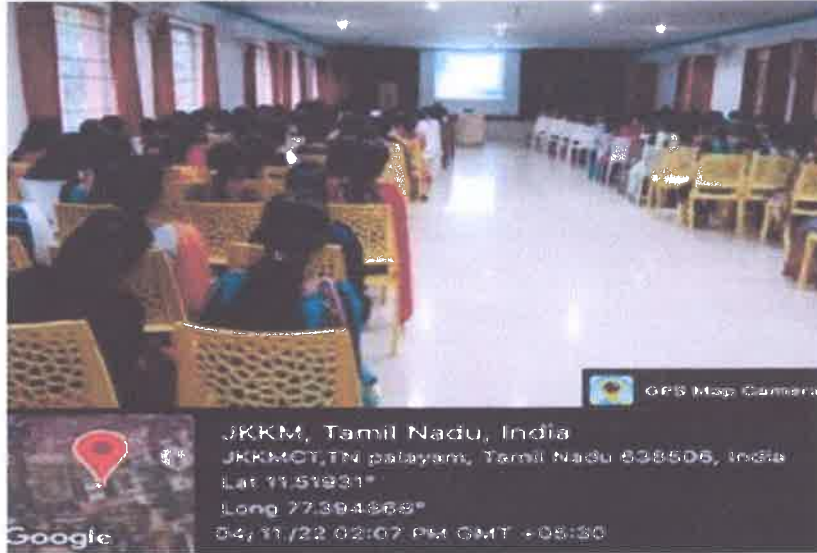 GPS Map Camera
JKKM, Tamil Nadu, India
JKKMCT,TN palayam, Tamil Nadu 638506, India
Lat 11.51931°
Long 77.394868°
04/11/22 02:07 PM GMT +05:30
Google